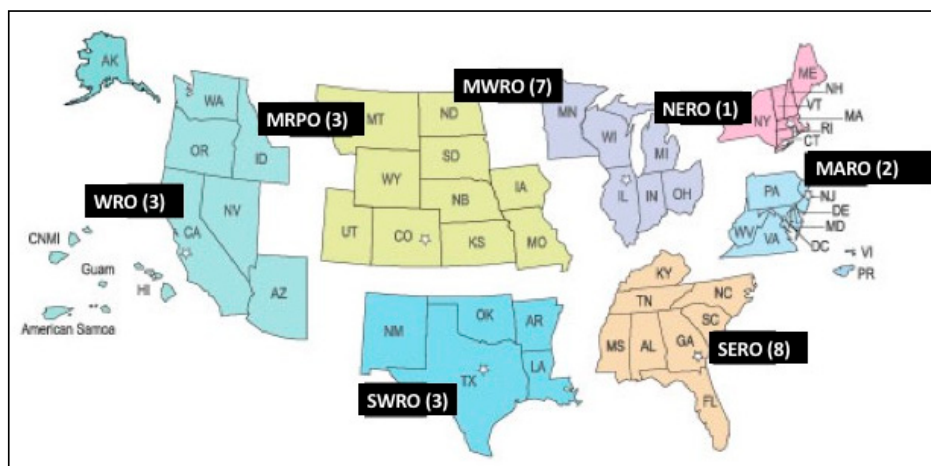 AK
WA
OR
ID
NV
CA
AZ
WRO (3)
CNMI
Guam
HI
American Samoa
MRPO (3)
MT
ND
SD
WY
NB
IA
UT
CO
KS
MO
MWRO (7)
MN
WI
MI
IL
IN
OH
NERO (1)
ME
NH
VT
MA
NY
RI
CT
MARO (2)
PA
NJ
DE
MD
WV
VA
DC
VI
PR
NM
OK
AR
TX
LA
SWRO (3)
KY
TN
NC
SC
MS
AL
GA
FL
SERO (8)